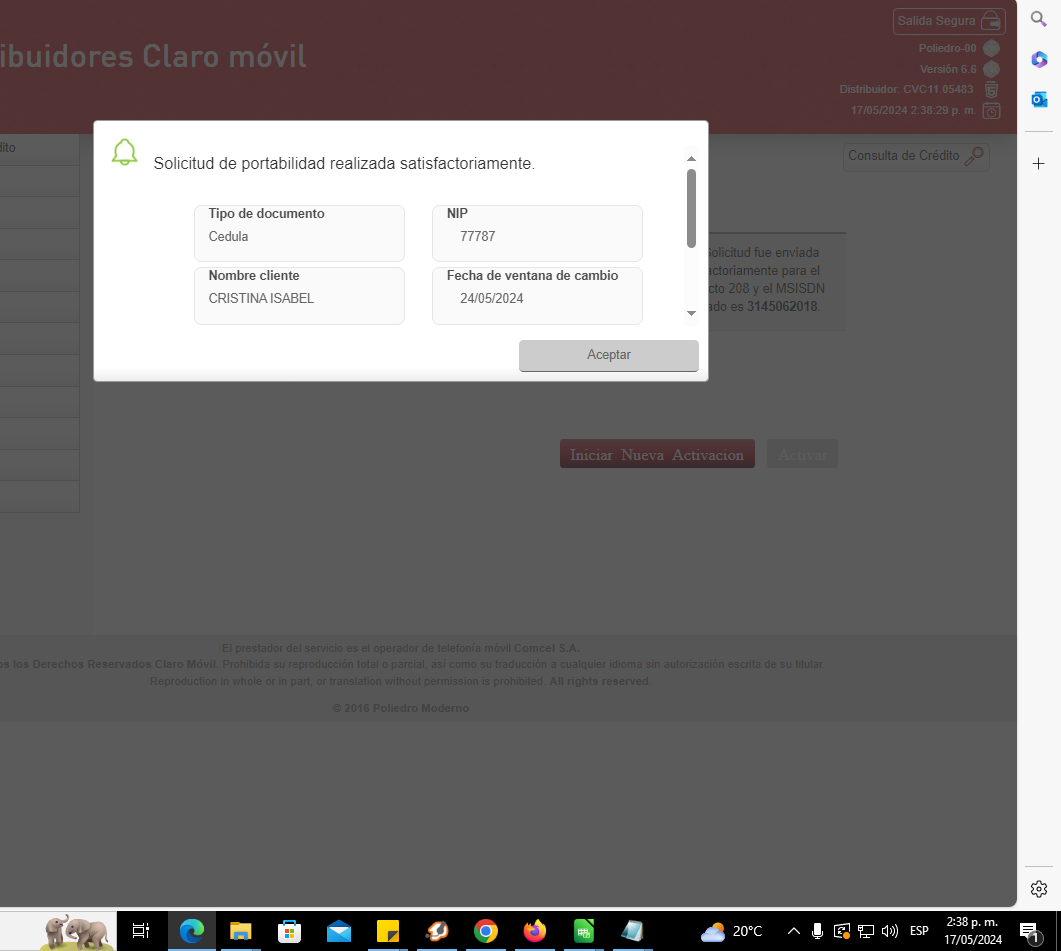 Salida Segura
ibuidores Claro móvil
Poliedro-00
Versión 6.6
Distribuidor: CVC11.05483
17/05/2024 2:38:29 p. m.
dito
Consulta de Crédito
Solicitud de portabilidad realizada satisfactoriamente.
Tipo de documento
Cedula
NIP
77787
Nombre cliente
CRISTINA ISABEL
Fecha de ventana de cambio
24/05/2024
Aceptar
Solicitud fue enviada
actoriamente para el
cto 208 y el MSISDN
ado es 3145062018.
Iniciar Nueva Activacion
Activar
El prestador del servicio es el operador de telefonía móvil Comcel S.A.
os los Derechos Reservados Claro Móvil. Prohibida su reproducción total o parcial, así como su traducción a cualquier idioma sin autorización escrita de su titular.
Reproduction in whole or in part, or translation without permission is prohibited. All rights reserved.
© 2016 Poliedro Moderno
20°C
ESP
2:38 p. m.
17/05/2024
1